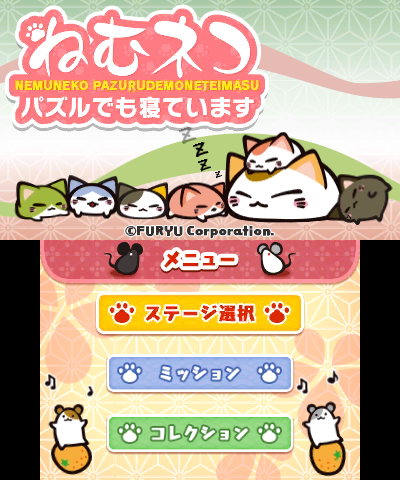 ねむネコ
NEMUNEKO PAZURUDEMONETEIMASU
パズルでも寝ています
z
z
z
z
©FURYU Corporation.
メニュー
ステージ選択
ミッション
コレクション